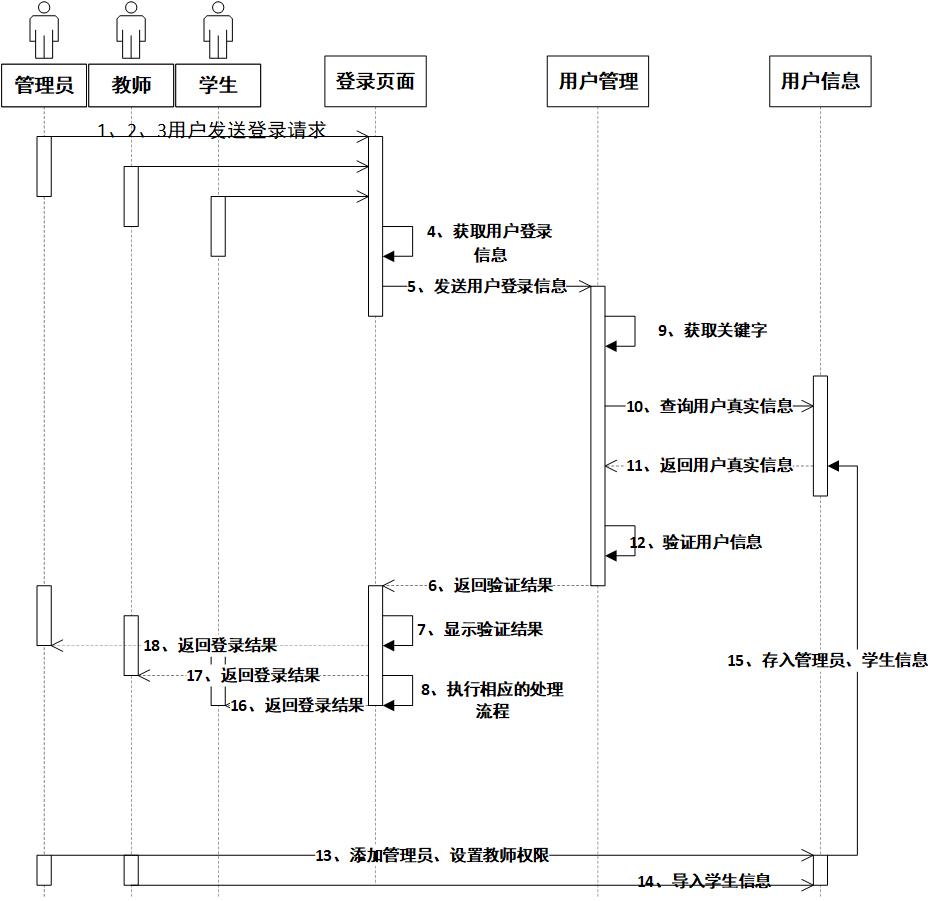 管理员
教师
学生
登录页面
用户管理
用户信息
1、2、3用户发送登录请求
4、获取用户登录
信息
5、发送用户登录信息
9、获取关键字
10、查询用户真实信息
11、返回用户真实信息
12、验证用户信息
6、返回验证结果
7、显示验证结果
18、返回登录结果
15、存入管理员、学生信息
17、返回登录结果
8、执行相应的处理
流程
16、返回登录结果
13、添加管理员、设置教师权限
14、导入学生信息